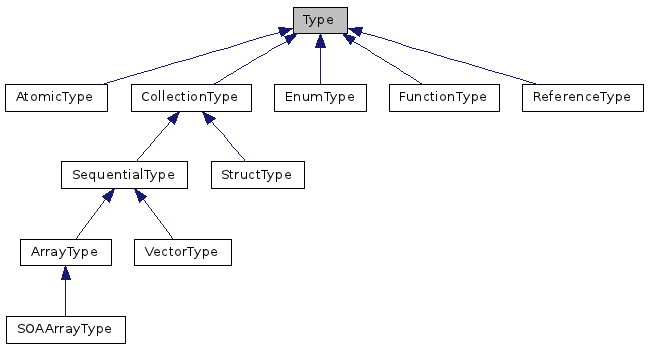 Type
AtomicType
CollectionType
EnumType
FunctionType
ReferenceType
SequentialType
StructType
ArrayType
VectorType
SOAArrayType